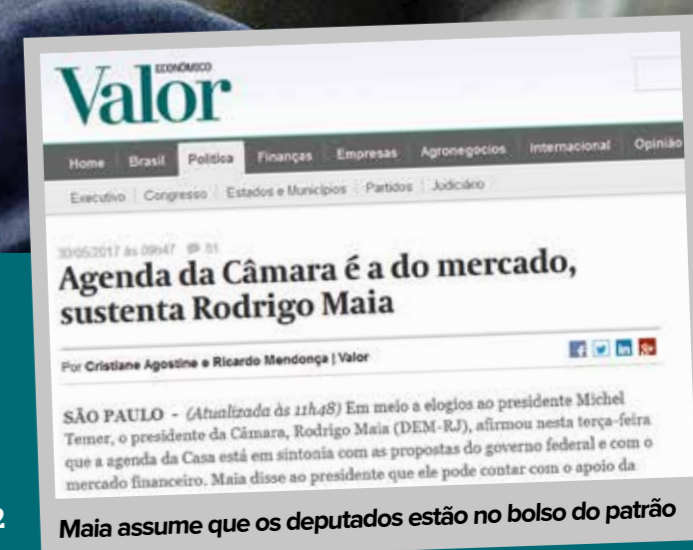 ECONÔMICO
Valor
Home Brasil Política Finanças Empresas Agronegócios Internacional Opinião
Executivo Congresso Estados e Municípios Partidos Judiciário
30/05/2017 às 09h47 01
Agenda da Câmara é a do mercado,
sustenta Rodrigo Maia
Por Cristiane Agostine e Ricardo Mendonça | Valor
SÃO PAULO - (Atualizada às 11h48) Em meio a elogios ao presidente Michel
Temer, o presidente da Câmara, Rodrigo Maia (DEM-RJ), afirmou nesta terça-feira
que a agenda da Casa está em sintonia com as propostas do governo federal e com o
mercado financeiro. Maia disse ao presidente que ele pode contar com o apoio da
2
Maia assume que os deputados estão no bolso do patrão